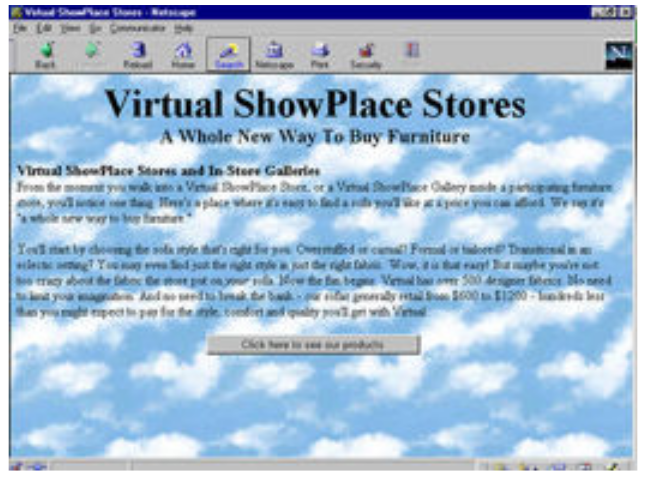 Virtual ShowPlace Stores - Netscape
File Edit View Go Communicator Help
Back Reload Home Search Netscape Print Security
N
Virtual ShowPlace Stores
A Whole New Way To Buy Furniture
Virtual ShowPlace Stores and In-Store Galleries
From the moment you walk into a Virtual ShowPlace Store, or a Virtual ShowPlace Gallery inside a participating furniture
store, you'll notice one thing. Here's a place where it's easy to find a sofa you'll like at a price you can afford. We say it's
"a whole new way to buy furniture."
You'll start by choosing the sofa style that's right for you. Overstuffed or casual? Formal or tailored? Transitional in an
eclectic setting? You may even find just the right style in just the right fabric. Wow, it is that easy! But maybe you're not
too crazy about the fabric the store put on your sofa. Now the fun begins. Virtual has over 500 designer fabrics. No need
to limit your imagination. And no need to break the bank - our sofas generally retail from $600 to $1200 - hundreds less
than you might expect to pay for the style, comfort and quality you'll get with Virtual.
Click here to see our products